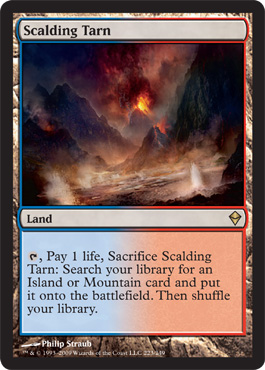 Scalding Tarn
Land
, Pay 1 life, Sacrifice Scalding
Tarn: Search your library for an
Island or Mountain card and put
it onto the battlefield. Then shuffle
your library.
Philip Straub
™ & © 1993–2009 Wizards of the Coast LLC 223/249